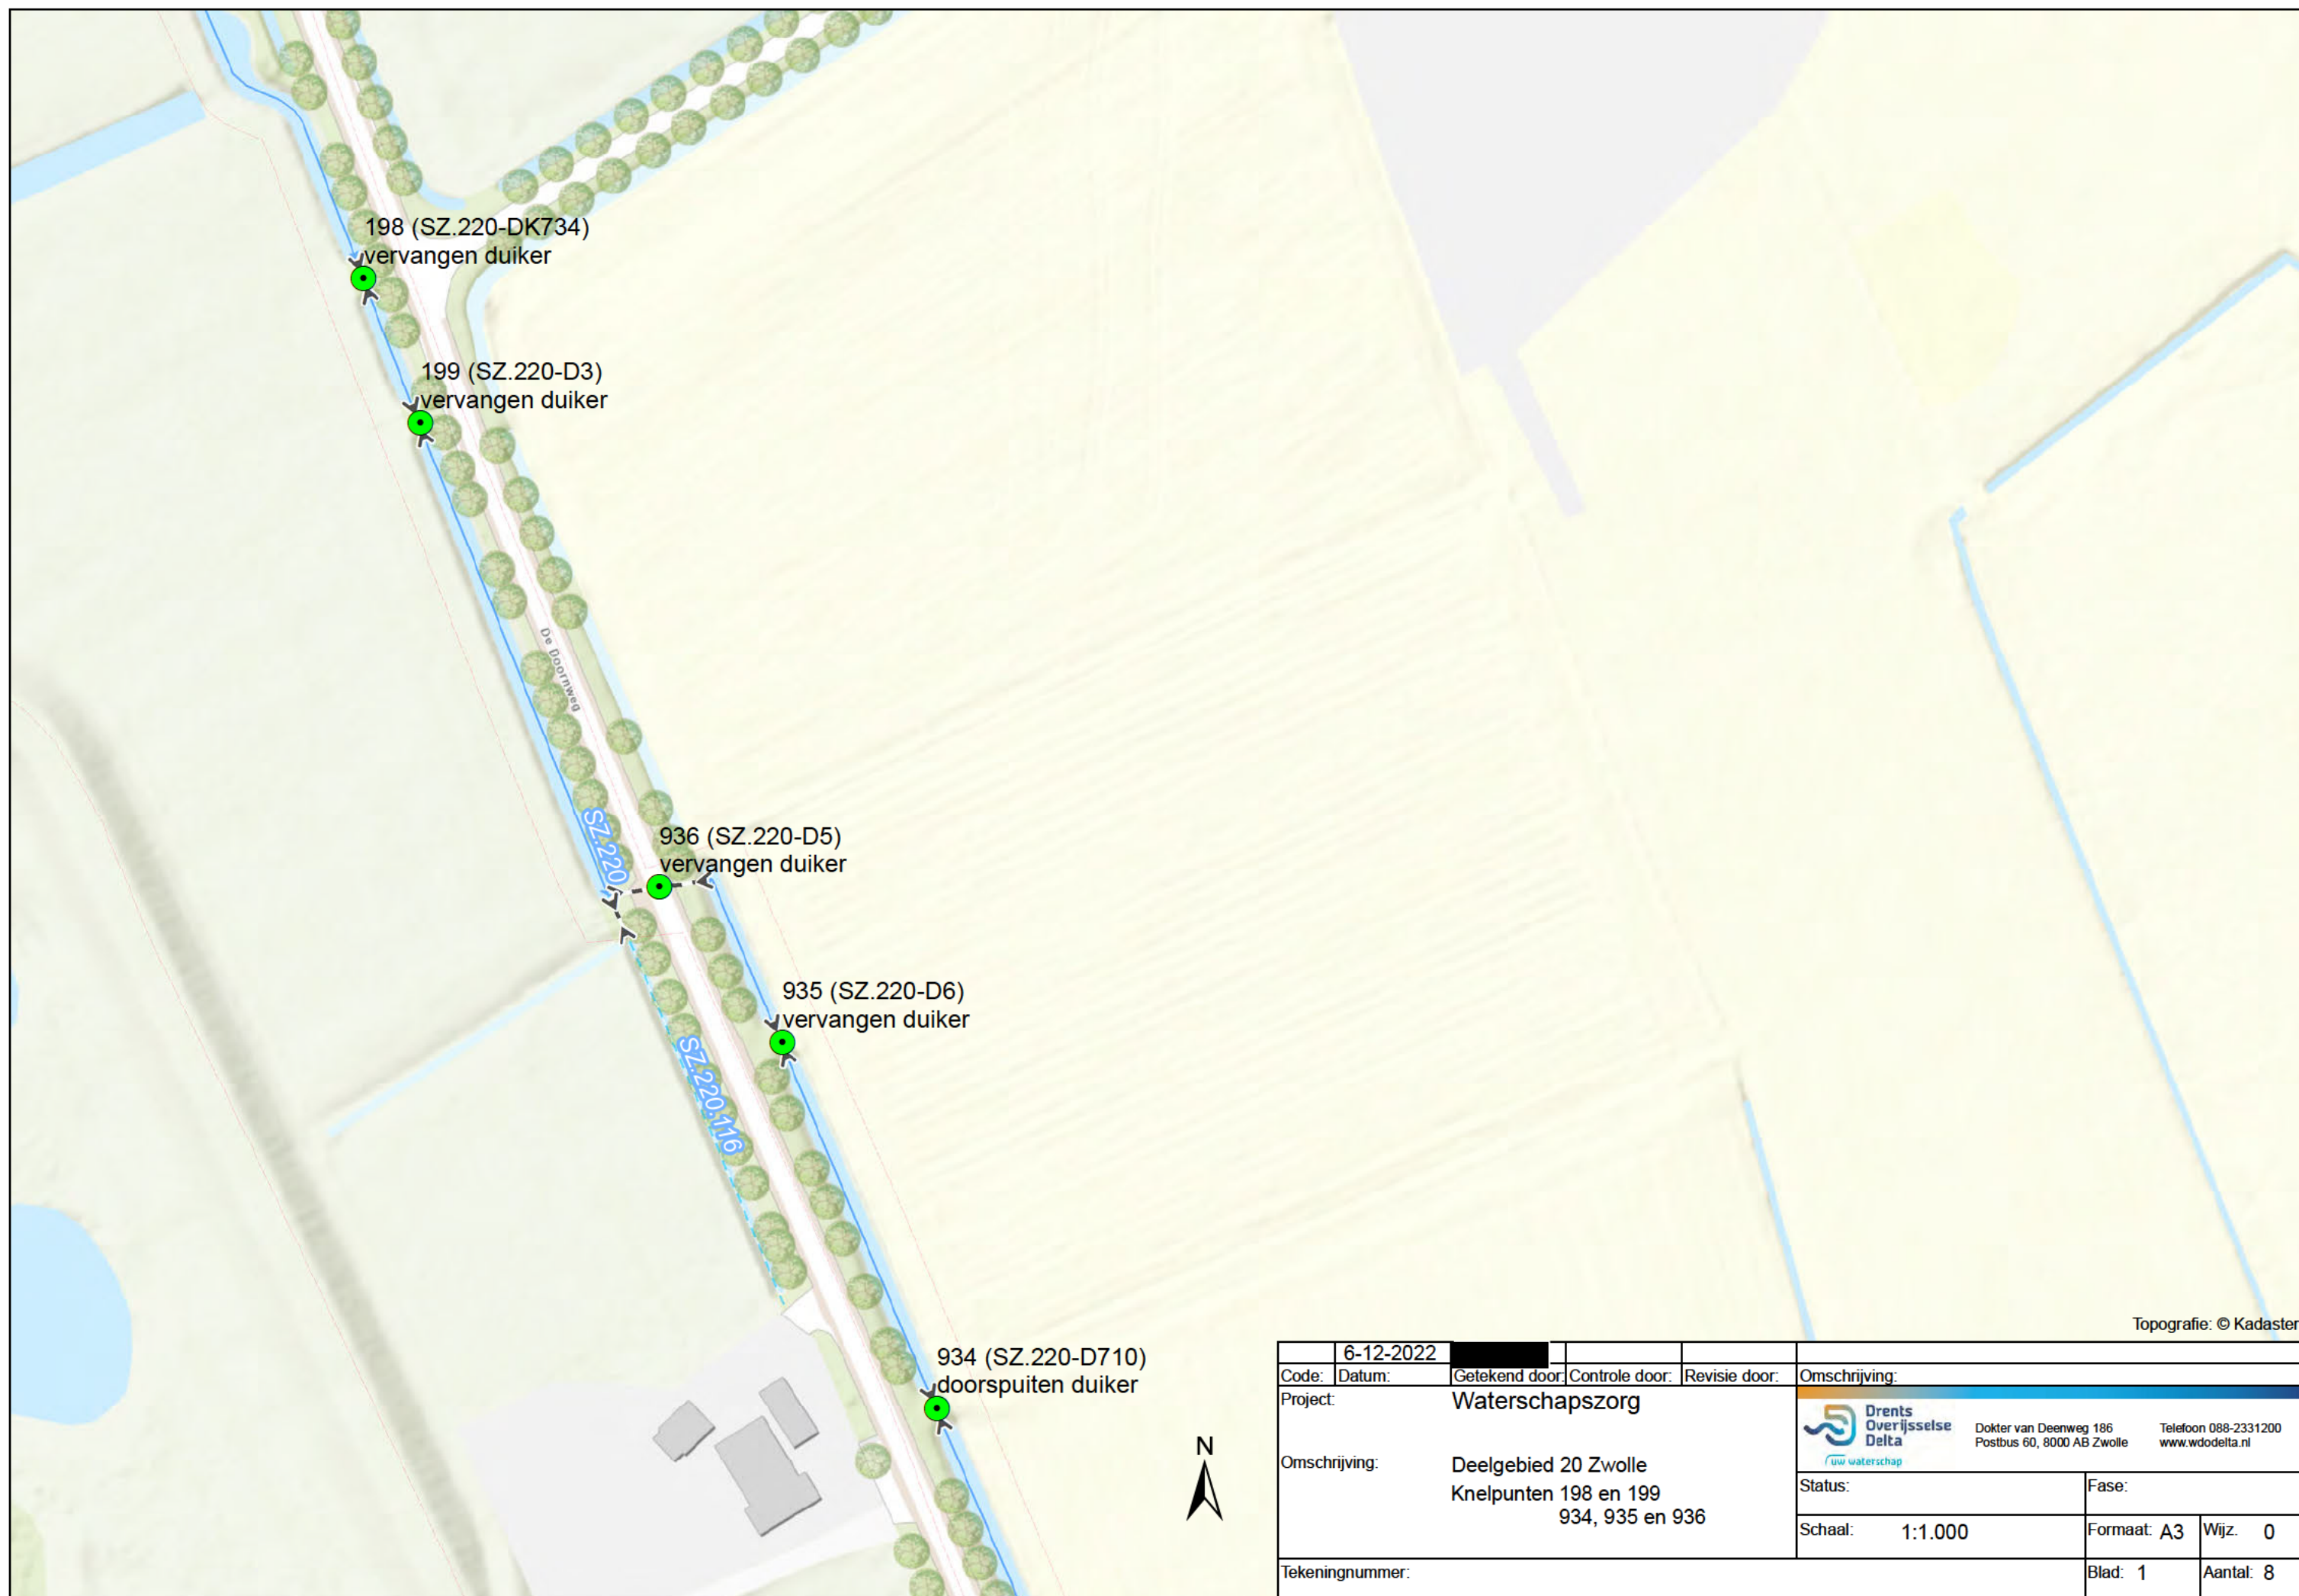 198 (SZ.220-DK734)
vervangen duiker
199 (SZ.220-D3)
vervangen duiker
De Doornweg
SZ.220
936 (SZ.220-D5)
vervangen duiker
935 (SZ.220-D6)
vervangen duiker
SZ.220.116
934 (SZ.220-D710)
doorspuiten duiker
N
Topografie: © Kadaster
6-12-2022
Code: Datum: Getekend door: Controle door: Revisie door: Omschrijving:
Project: Waterschapszorg
Drents
Overijsselse
Delta
uw waterschap
Dokter van Deenweg 186
Postbus 60, 8000 AB Zwolle
Telefoon 088-2331200
www.wdodelta.nl
Omschrijving: Deelgebied 20 Zwolle
Knelpunten 198 en 199
934, 935 en 936
Status: Fase:
Schaal: 1:1.000 Formaat: A3 Wijz. 0
Tekeningnummer: Blad: 1 Aantal: 8